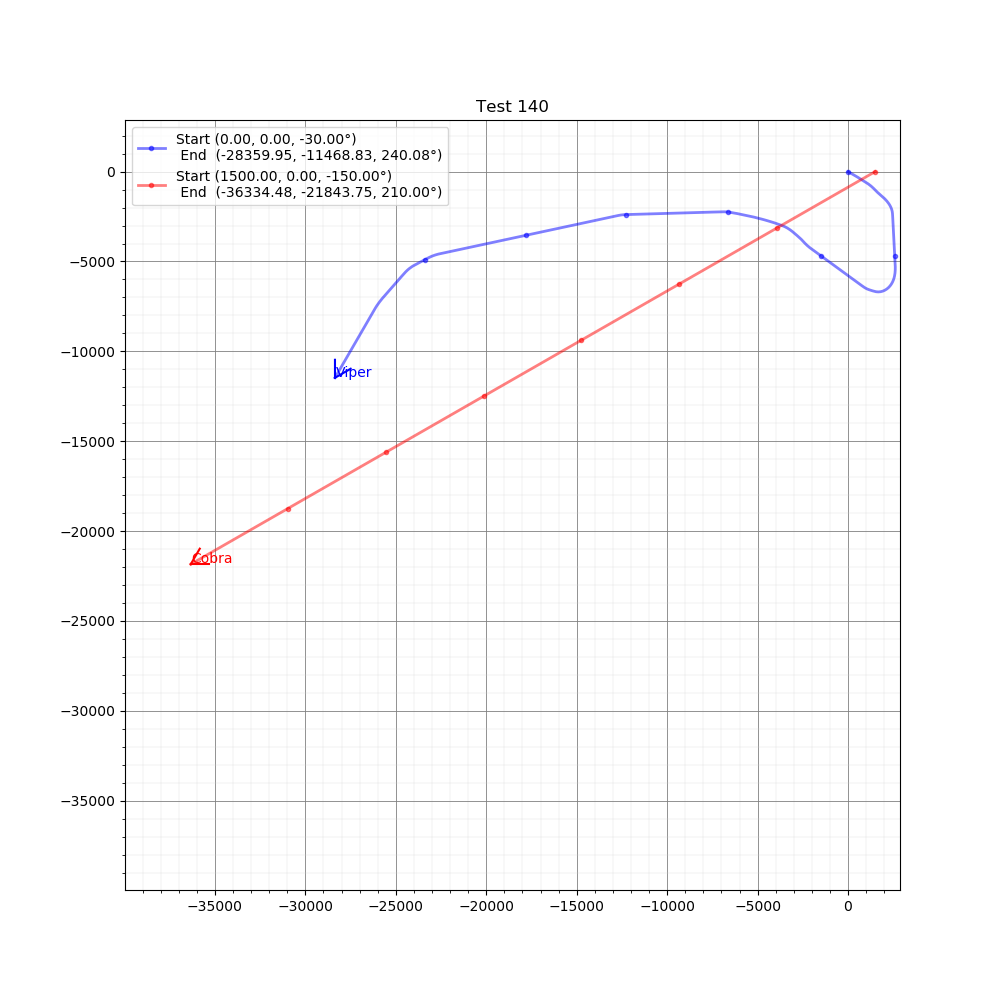 Test 140
Start (0.00, 0.00, -30.00°)
End (-28359.95, -11468.83, 240.08°)
Start (1500.00, 0.00, -150.00°)
End (-36334.48, -21843.75, 210.00°)
0
−5000
−10000
−15000
−20000
−25000
−30000
−35000
Viper
Cobra
−35000 −30000 −25000 −20000 −15000 −10000 −5000 0